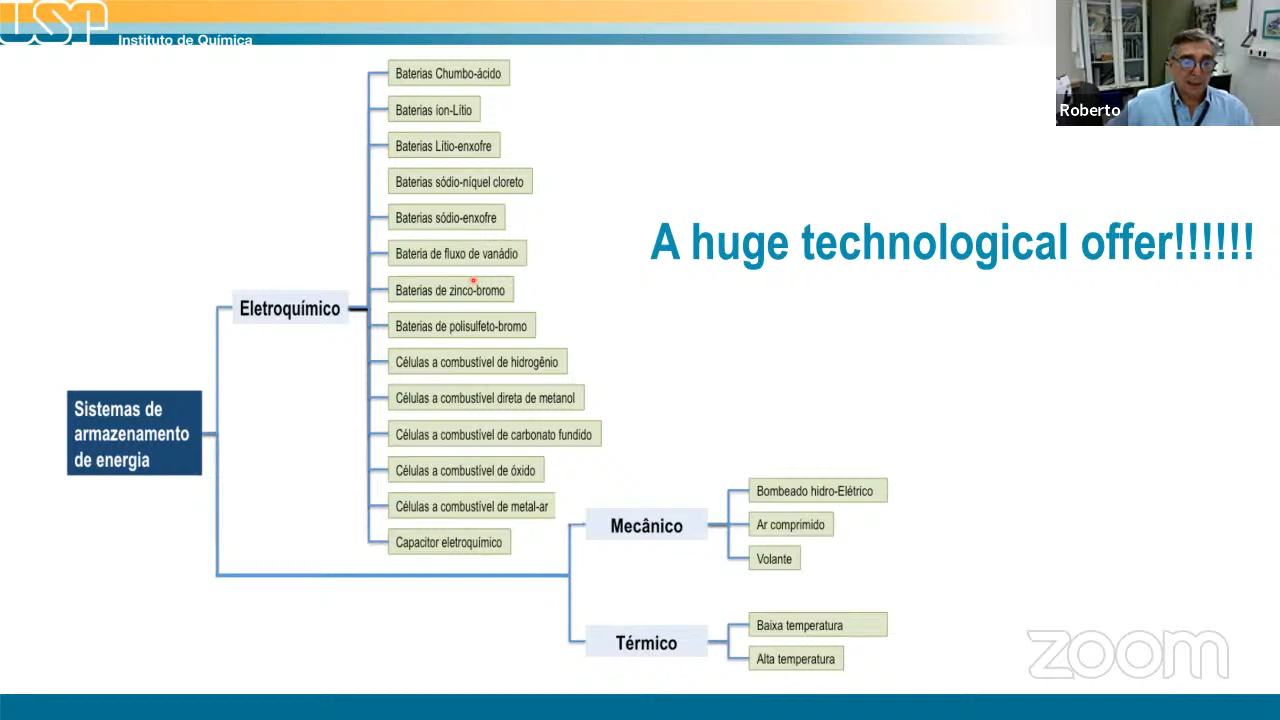 USP
Instituto de Química
Roberto
Baterias Chumbo-ácido
Baterias íon-Lítio
Baterias Lítio-enxofre
Baterias sódio-níquel cloreto
Baterias sódio-enxofre
Bateria de fluxo de vanádio
Baterias de zinco-bromo
Baterias de polisulfeto-bromo
Células a combustível de hidrogênio
Células a combustível direta de metanol
Células a combustível de carbonato fundido
Células a combustível de óxido
Células a combustível de metal-ar
Capacitor eletroquímico
A huge technological offer!!!!!!
Eletroquímico
Sistemas de
armazenamento
de energia
Mecânico
Bombeado hidro-Elétrico
Ar comprimido
Volante
Térmico
Baixa temperatura
Alta temperatura
zoom